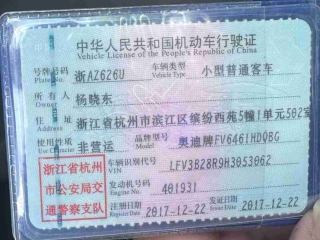 中华人民共和国机动车行驶证
Vehicle License of the People's Republic of China
号牌号码 浙AZ626U 车辆类型 小型普通客车
Plate No. Vehicle Type
所有人 杨晓东
Owner
住址 浙江省杭州市滨江区缤纷西苑5幢1单元502室
Address
使用性质 非营运 品牌型号 奥迪牌FV6461HDQBG
Use Character Model
浙江省杭州市公安局交通警察支队
车辆识别代号 LFV3B28R9H3053062
VIN
发动机号码 401931
Engine No.
注册日期 2017-12-22 发证日期 2017-12-22
Register Date Issue Date